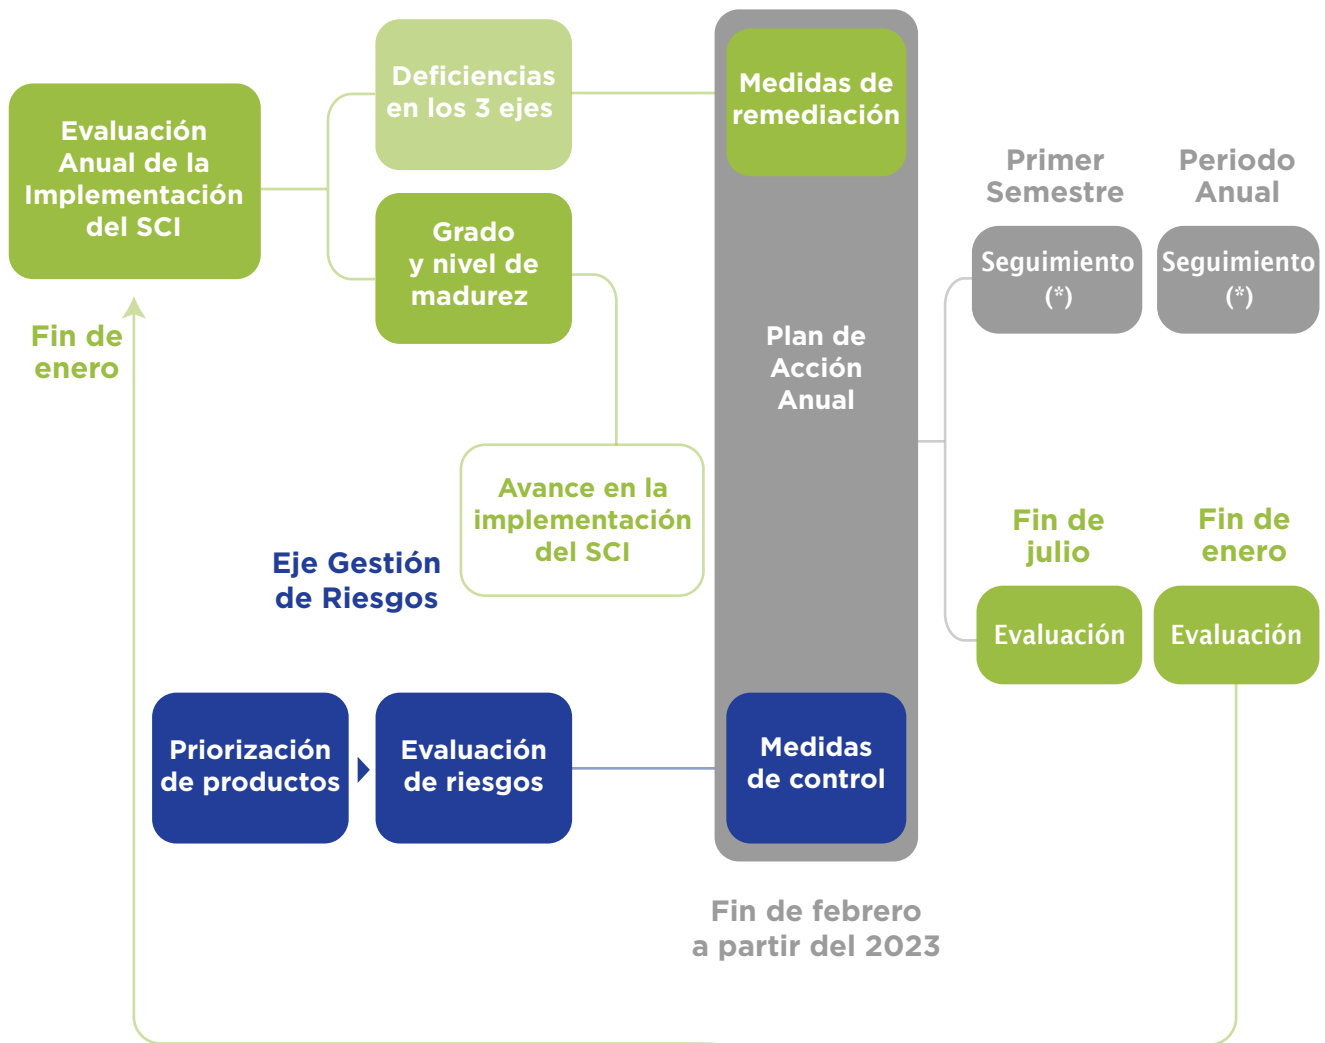 Evaluación
Anual de la
Implementación
del SCI
Fin de
enero
Deficiencias
en los 3 ejes
Grado
y nivel de
madurez
Avance en la
implementación
del SCI
Eje Gestión
de Riesgos
Priorización
de productos
Evaluación
de riesgos
Medidas de
remediación
Plan de
Acción
Anual
Medidas
de control
Fin de febrero
a partir del 2023
Primer
Semestre
Seguimiento
(*)
Periodo
Anual
Seguimiento
(*)
Fin de
julio
Evaluación
Fin de
enero
Evaluación